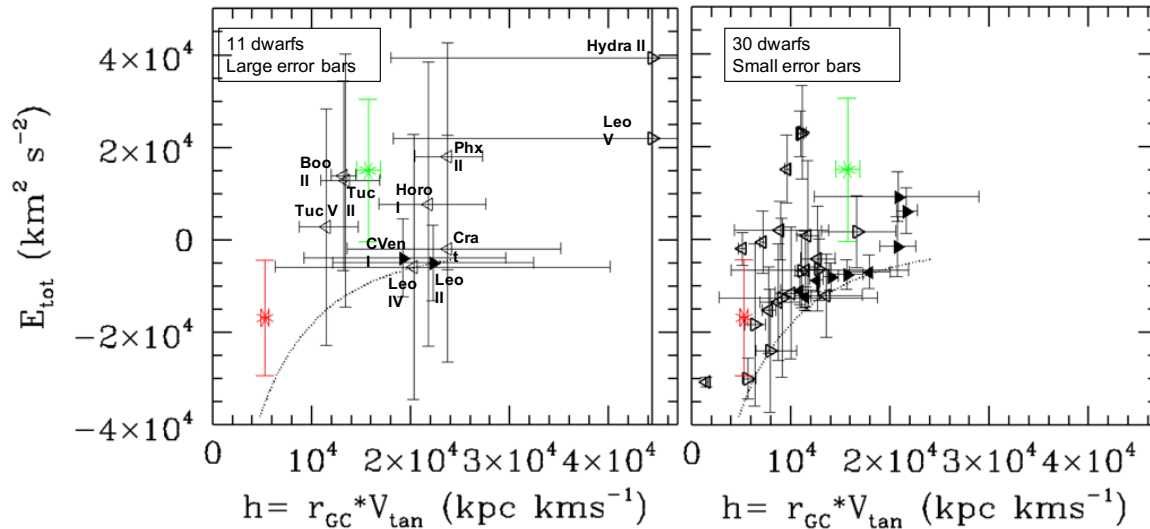 11 dwarfs
Large error bars
Hydra II
Leo
V
Phx
II
Boo
II
Tuc
II
Horo
I
Tuc V
CVen
I
Cra
t
Leo
IV
Leo
II
4×10⁴
2×10⁴
0
−2×10⁴
−4×10⁴
E_tot (km² s⁻²)
0 10⁴ 2×10⁴ 3×10⁴ 4×10⁴
h= r_GC*V_tan (kpc kms⁻¹)
30 dwarfs
Small error bars
0 10⁴ 2×10⁴ 3×10⁴ 4×10⁴
h= r_GC*V_tan (kpc kms⁻¹)